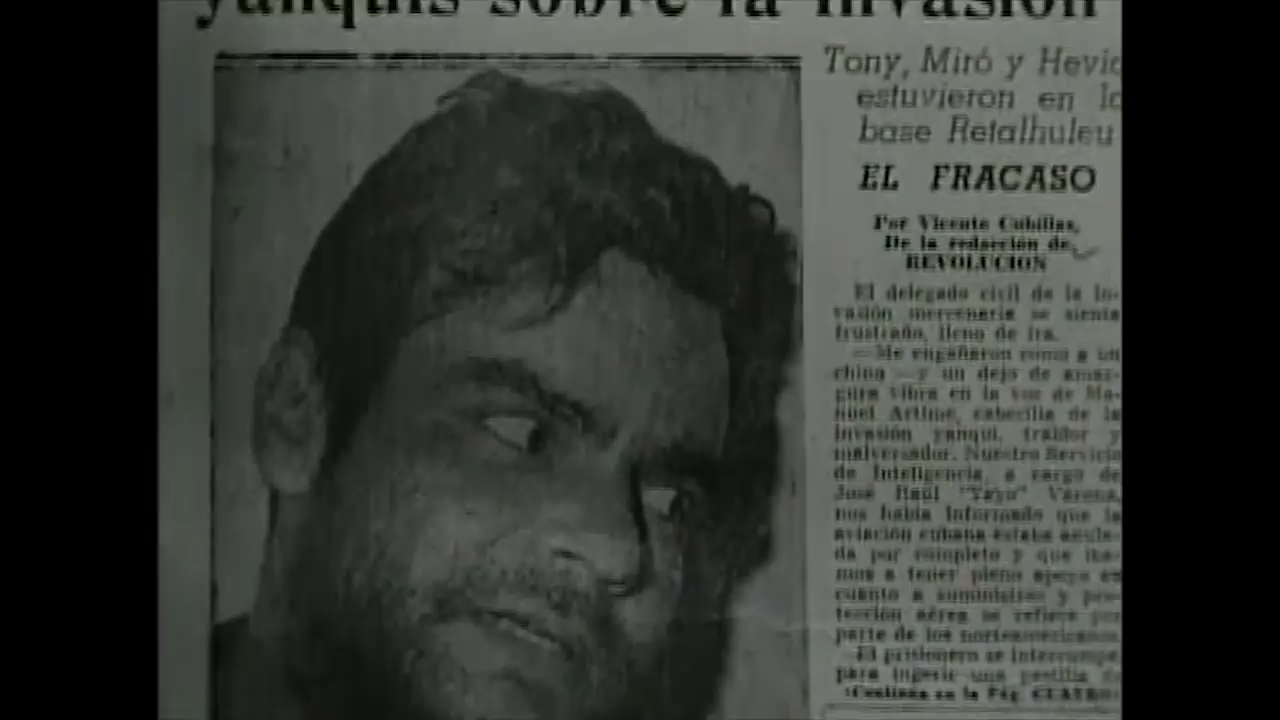 yanquis sobre la invasión
Tony, Miró y Hevia
estuvieron en la
base Retalhuleu
EL FRACASO
Por Vicente Cubillas,
De la redacción de
REVOLUCION
El delegado civil de la in-
vasión mercenaria se siente
frustraño, lleno de ira.
—Me engañaron como a un
chino —y un dejo de amar-
gura vibra en la voz de Ma-
nuel Artime, cabecilla de la
invasión yanqui, traidor y
malversador. Nuestro Servicio
de Inteligencia, a cargo de
José Raúl "Yayo" Varona,
nos había informado que la
aviación cubana estaba anula-
da por completo y que íba-
mos a tener pleno apoyo en
cuanto a suministros y pro-
tección aérea se refiere por
parte de los norteamericanos.
El prisionero se interrumpe
para ingerir una pastilla de
(Continúa en la Pág. CUATRO)